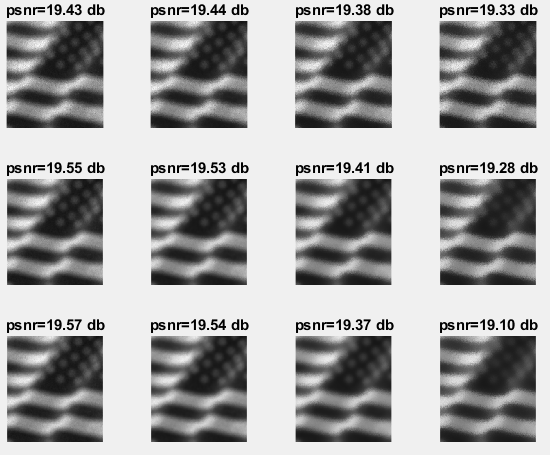 psnr=19.43 db psnr=19.44 db psnr=19.38 db psnr=19.33 db
psnr=19.55 db psnr=19.53 db psnr=19.41 db psnr=19.28 db
psnr=19.57 db psnr=19.54 db psnr=19.37 db psnr=19.10 db